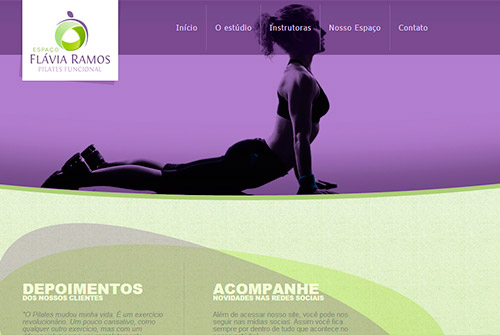 Início
O estúdio
Instrutoras
Nosso Espaço
Contato
ESPAÇO
FLÁVIA RAMOS
PILATES FUNCIONAL
DEPOIMENTOS
DOS NOSSOS CLIENTES
"O Pilates mudou minha vida. É um exercício
revolucionário. Um pouco cansativo, como
qualquer outro exercício, mas com um
ACOMPANHE
NOVIDADES NAS REDES SOCIAIS
Além de acessar nosso site, você pode nos
seguir nas mídias sociais. Assim você fica
sempre por dentro de tudo que acontece no